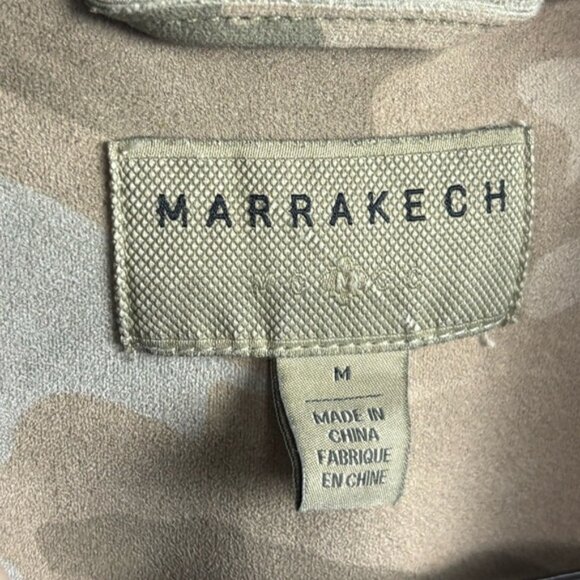 MARRAKECH
M
MADE IN
CHINA
FABRIQUE
EN CHINE